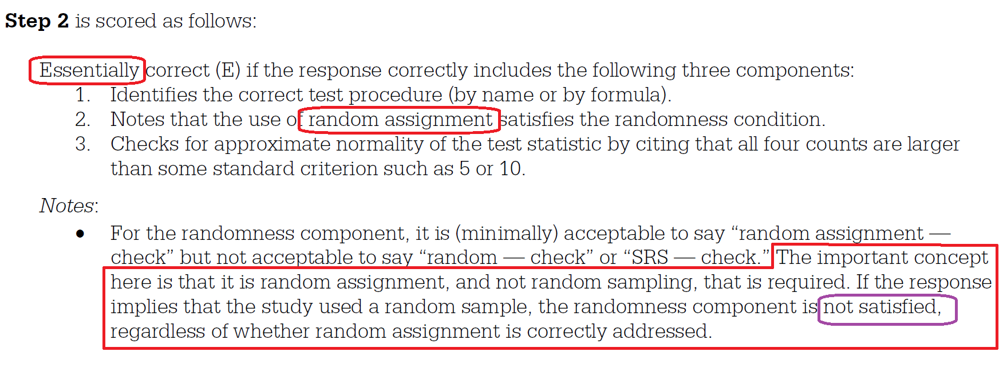 Step 2 is scored as follows:
Essentially correct (E) if the response correctly includes the following three components:
1. Identifies the correct test procedure (by name or by formula).
2. Notes that the use of random assignment satisfies the randomness condition.
3. Checks for approximate normality of the test statistic by citing that all four counts are larger
than some standard criterion such as 5 or 10.
Notes:
● For the randomness component, it is (minimally) acceptable to say “random assignment —
check” but not acceptable to say “random — check” or “SRS — check.” The important concept
here is that it is random assignment, and not random sampling, that is required. If the response
implies that the study used a random sample, the randomness component is not satisfied,
regardless of whether random assignment is correctly addressed.